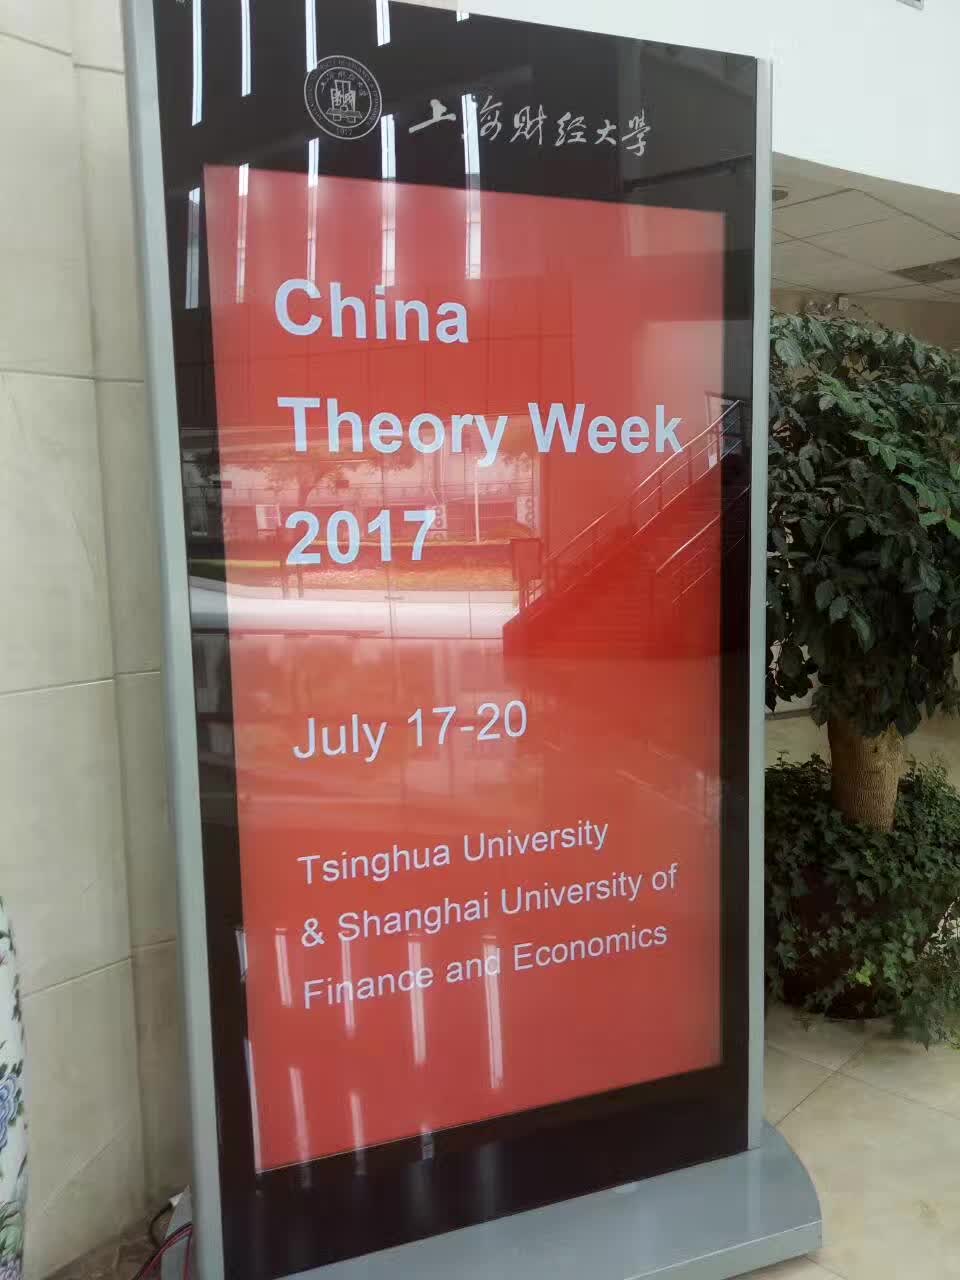 上海财经大学
China
Theory Week
2017
July 17-20
Tsinghua University
& Shanghai University of
Finance and Economics